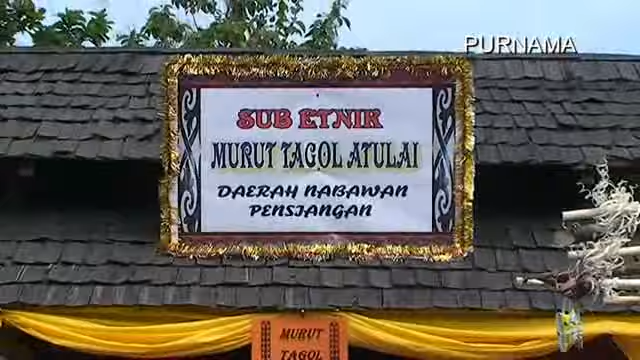 PURNAMA
SUB ETNIK
MURUT TAGOL ATULAI
DAERAH NABAWAN
PENSIANGAN
MURUT
TAGOL